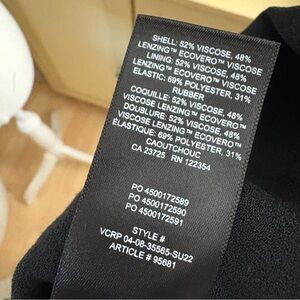 SHELL: 52% VISCOSE, 48%
LENZING™ ECOVERO™ VISCOSE
LINING: 52% VISCOSE, 48%
LENZING™ ECOVERO™ VISCOSE
ELASTIC: 69% POLYESTER, 31%
RUBBER
COQUILLE: 52% VISCOSE, 48%
VISCOSE LENZING™ ECOVERO™
DOUBLURE: 52% VISCOSE, 48%
VISCOSE LENZING™ ECOVERO™
ÉLASTIQUE: 69% POLYESTER, 31%
CAOUTCHOUC
CA 23725 RN 122354
PO 4500172589
PO 4500172590
PO 4500172591
STYLE #
VCRP 04-08-35565-SU22
ARTICLE # 95881